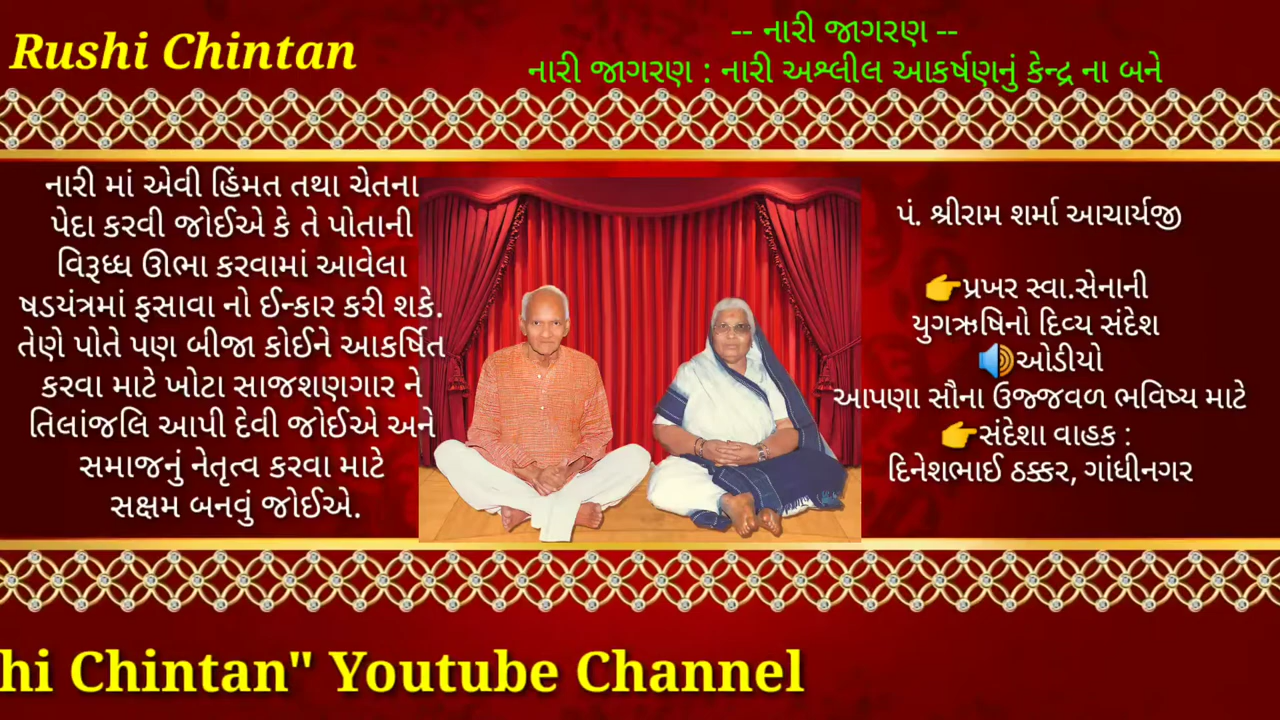 Rushi Chintan
-- નારી જાગરણ --
નારી જાગરણ : નારી અશ્લીલ આકર્ષણનું કેન્દ્ર ના બને
નારી માં એવી હિંમત તથા ચેતના
પેદા કરવી જોઈએ કે તે પોતાની
વિરૂધ્ધ ઊભા કરવામાં આવેલા
ષડયંત્રમાં ફસાવા નો ઈન્કાર કરી શકે.
તેણે પોતે પણ બીજા કોઈને આકર્ષિત
કરવા માટે ખોટા સાજશણગાર ને
તિલાંજલિ આપી દેવી જોઈએ અને
સમાજનું નેતૃત્વ કરવા માટે
સક્ષમ બનવું જોઈએ.
પં. શ્રીરામ શર્મા આચાર્યજી
👉પ્રખર સ્વા.સેનાની
યુગઋષિનો દિવ્ય સંદેશ
🔊ઓડીયો
આપણા સૌના ઉજ્જવળ ભવિષ્ય માટે
👉સંદેશા વાહક :
દિનેશભાઈ ઠક્કર, ગાંધીનગર
hi Chintan" Youtube Channel